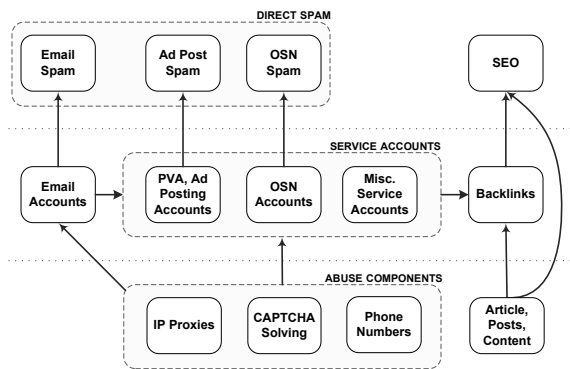 DIRECT SPAM
Email
Spam
Ad Post
Spam
OSN
Spam
SEO
SERVICE ACCOUNTS
Email
Accounts
PVA, Ad
Posting
Accounts
OSN
Accounts
Misc.
Service
Accounts
Backlinks
ABUSE COMPONENTS
IP Proxies
CAPTCHA
Solving
Phone
Numbers
Article,
Posts,
Content